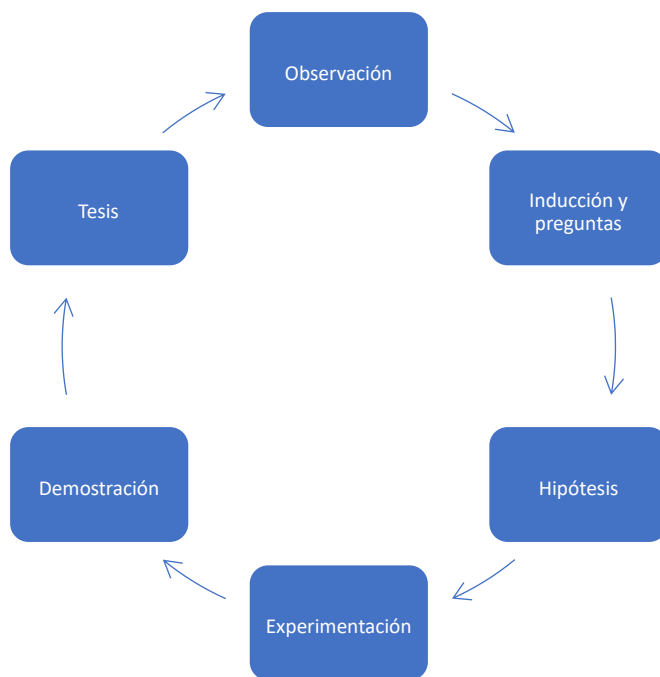 Observación
Inducción y
preguntas
Hipótesis
Experimentación
Demostración
Tesis